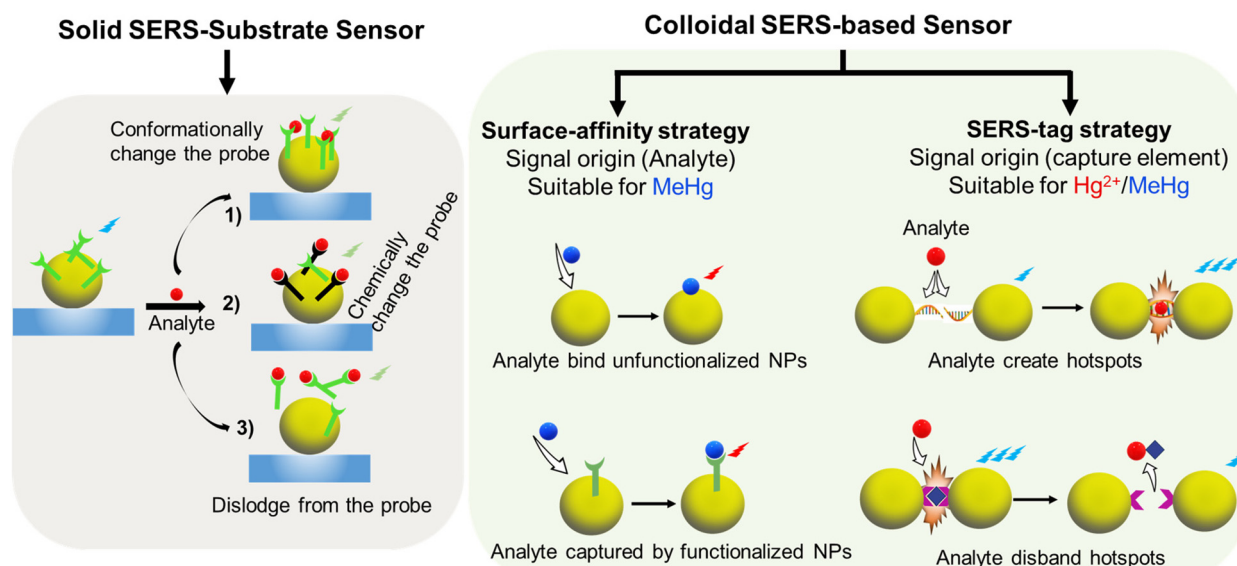 Solid SERS-Substrate Sensor
Conformationally
change the probe
1)
Analyte
2)
Chemically
change the probe
3)
Dislodge from the probe
Colloidal SERS-based Sensor
Surface-affinity strategy
Signal origin (Analyte)
Suitable for MeHg
Analyte bind unfunctionalized NPs
Analyte captured by functionalized NPs
SERS-tag strategy
Signal origin (capture element)
Suitable for Hg²⁺/MeHg
Analyte
Analyte create hotspots
Analyte disband hotspots